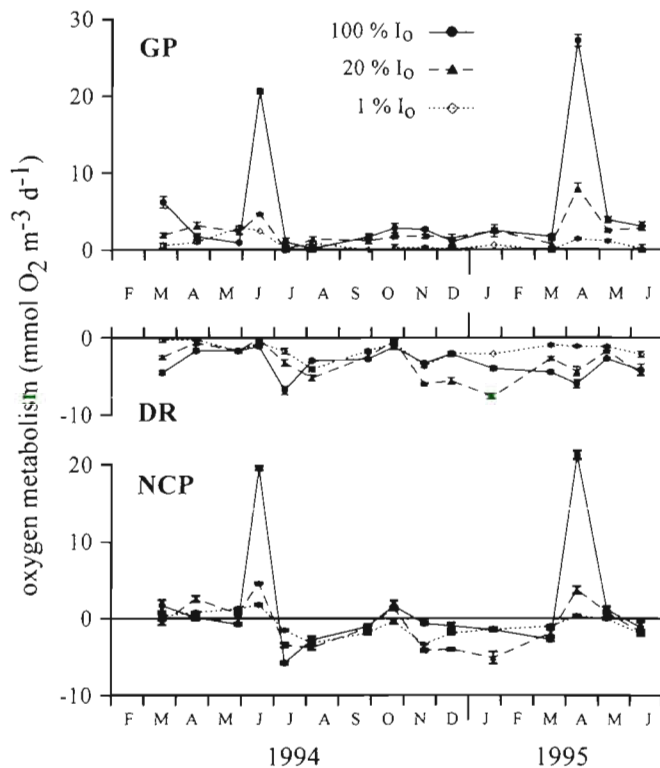 oxygen metabolism (mmol O2 m-3 d-1)
GP
100 % Io
20 % Io
1 % Io
30
20
10
0
F M A M J J A S O N D J F M A M J
0
-10
DR
NCP
20
10
0
-10
F M A M J J A S O N D J F M A M J
1994 1995